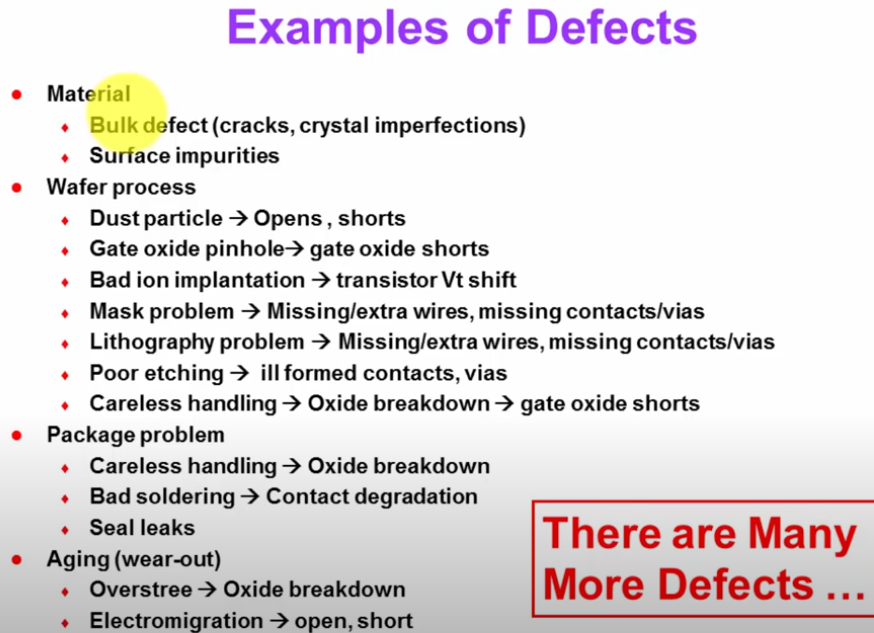 Examples of Defects
• Material
♦ Bulk defect (cracks, crystal imperfections)
♦ Surface impurities
• Wafer process
♦ Dust particle → Opens , shorts
♦ Gate oxide pinhole→ gate oxide shorts
♦ Bad ion implantation → transistor Vt shift
♦ Mask problem → Missing/extra wires, missing contacts/vias
♦ Lithography problem → Missing/extra wires, missing contacts/vias
♦ Poor etching → ill formed contacts, vias
♦ Careless handling → Oxide breakdown → gate oxide shorts
• Package problem
♦ Careless handling → Oxide breakdown
♦ Bad soldering → Contact degradation
♦ Seal leaks
• Aging (wear-out)
♦ Overstree → Oxide breakdown
♦ Electromigration → open, short
There are Many
More Defects ...